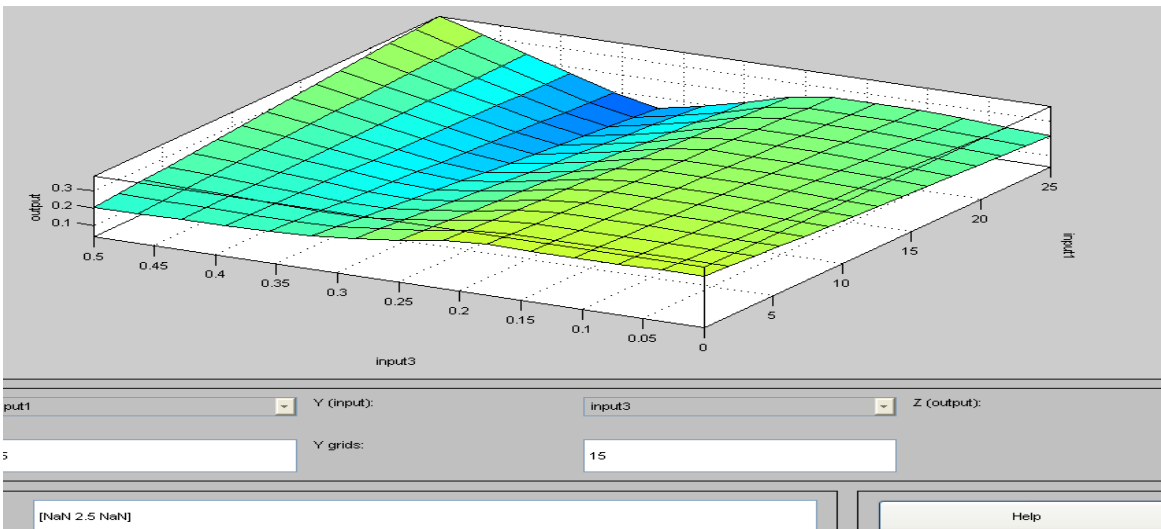 0.3
0.2
0.1
output
0.5
0.45
0.4
0.35
0.3
0.25
0.2
0.15
0.1
0.05
0
input3
5
10
15
20
25
input1
put1
Y (input):
input3
Z (output):
5
Y grids:
15
[NaN 2.5 NaN]
Help